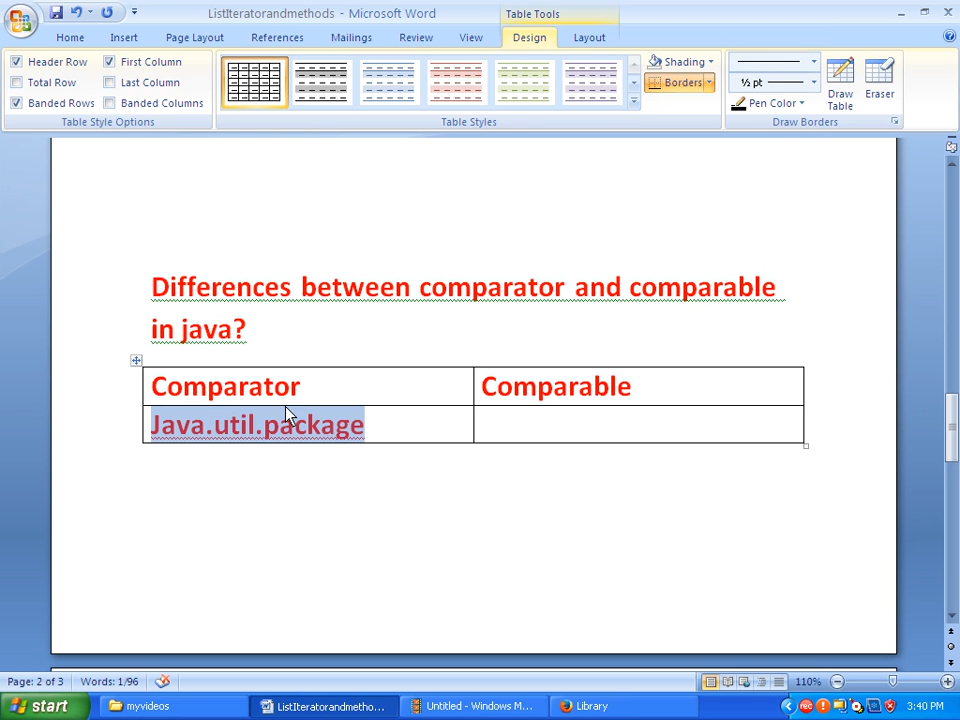 ListIteratorandmethods - Microsoft Word
Table Tools
Home Insert Page Layout References Mailings Review View Design Layout
Header Row First Column
Total Row Last Column
Banded Rows Banded Columns
Table Style Options
Table Styles
Shading
Borders
½ pt
Pen Color
Draw Table
Eraser
Draw Borders
Differences between comparator and comparable
in java?
Comparator Comparable
Java.util.package
Page: 2 of 3 Words: 1/96 110%
start myvideos ListIteratorandmetho... Untitled - Windows M... Library rec 3:40 PM